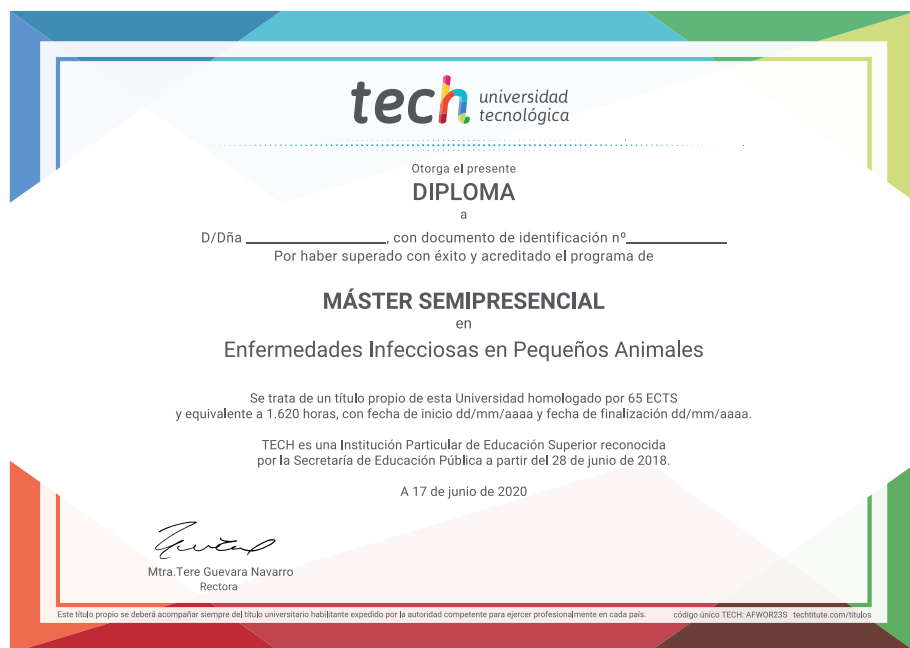 tech universidad
tecnológica
Otorga el presente
DIPLOMA
a
D/Dña ____________________, con documento de identificación nº______________
Por haber superado con éxito y acreditado el programa de
MÁSTER SEMIPRESENCIAL
en
Enfermedades Infecciosas en Pequeños Animales
Se trata de un título propio de esta Universidad homologado por 65 ECTS
y equivalente a 1.620 horas, con fecha de inicio dd/mm/aaaa y fecha de finalización dd/mm/aaaa.
TECH es una Institución Particular de Educación Superior reconocida
por la Secretaría de Educación Pública a partir del 28 de junio de 2018.
A 17 de junio de 2020
Mtra.Tere Guevara Navarro
Rectora
Este título propio se deberá acompañar siempre del título universitario habilitante expedido por la autoridad competente para ejercer profesionalmente en cada país. código único TECH: AFWOR23S techtitute.com/titulos